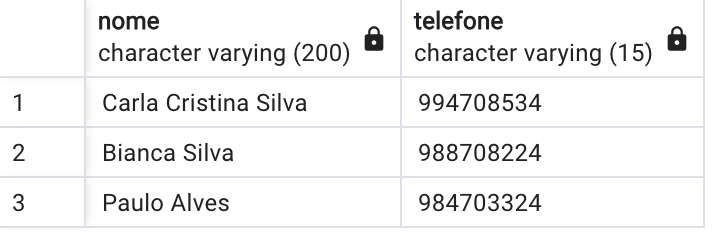 nome telefone
character varying (200) character varying (15)
1 Carla Cristina Silva 994708534
2 Bianca Silva 988708224
3 Paulo Alves 984703324